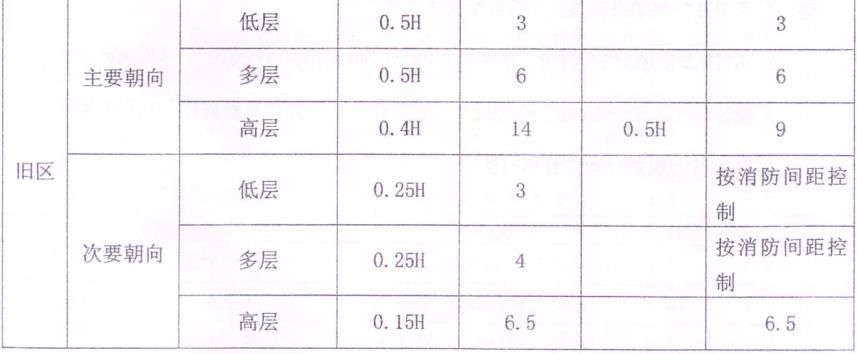 低层 0.5H 3 3
主要朝向 多层 0.5H 6 6
高层 0.4H 14 0.5H 9
旧区
低层 0.25H 3 按消防间距控
制
次要朝向 多层 0.25H 4 按消防间距控
制
高层 0.15H 6.5 6.5